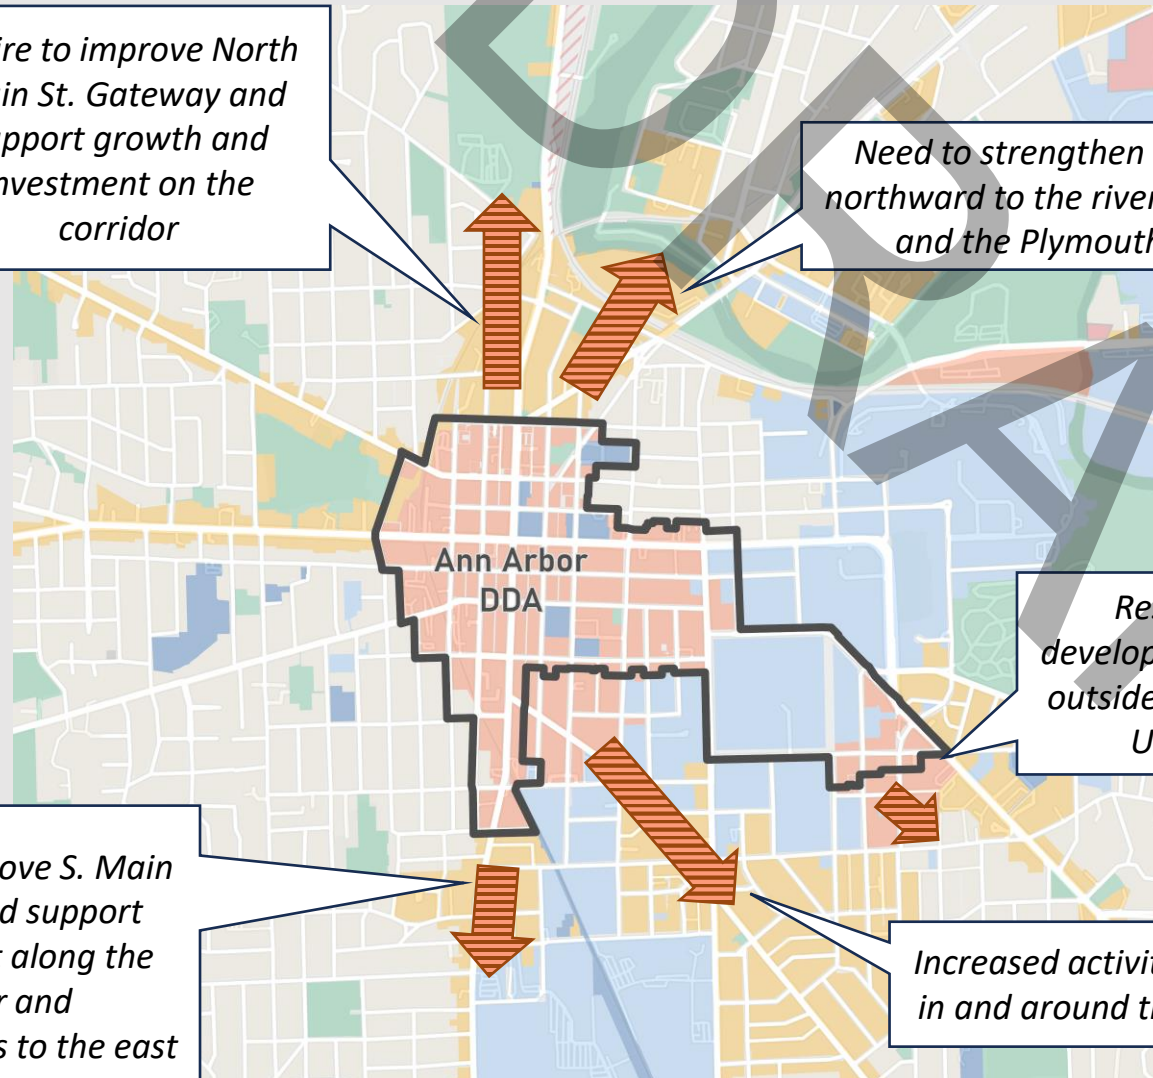 ire to improve North
in St. Gateway and
pport growth and
nvestment on the
corridor
Need to strengthen
northward to the river
and the Plymouth
Ann Arbor
DDA
Res
develop
outside
U
ove S. Main
d support
t along the
r and
s to the east
Increased activit
in and around t
DRA